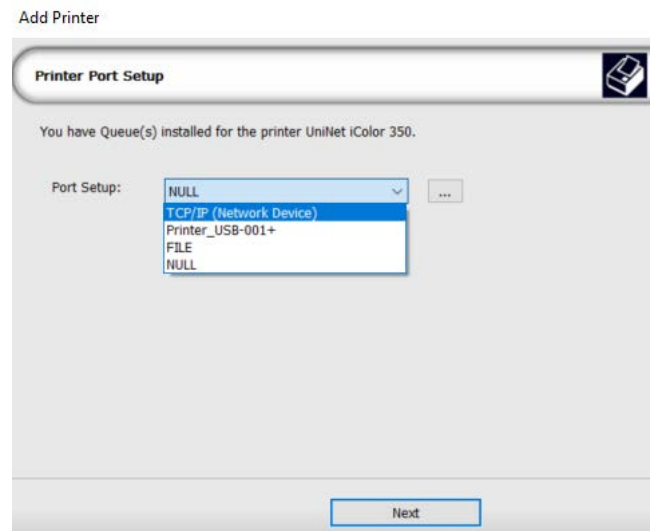 Add Printer
Printer Port Setup
You have Queue(s) installed for the printer UniNet iColor 350.
Port Setup: NULL ...
TCP/IP (Network Device)
Printer_USB-001+
FILE
NULL
Next